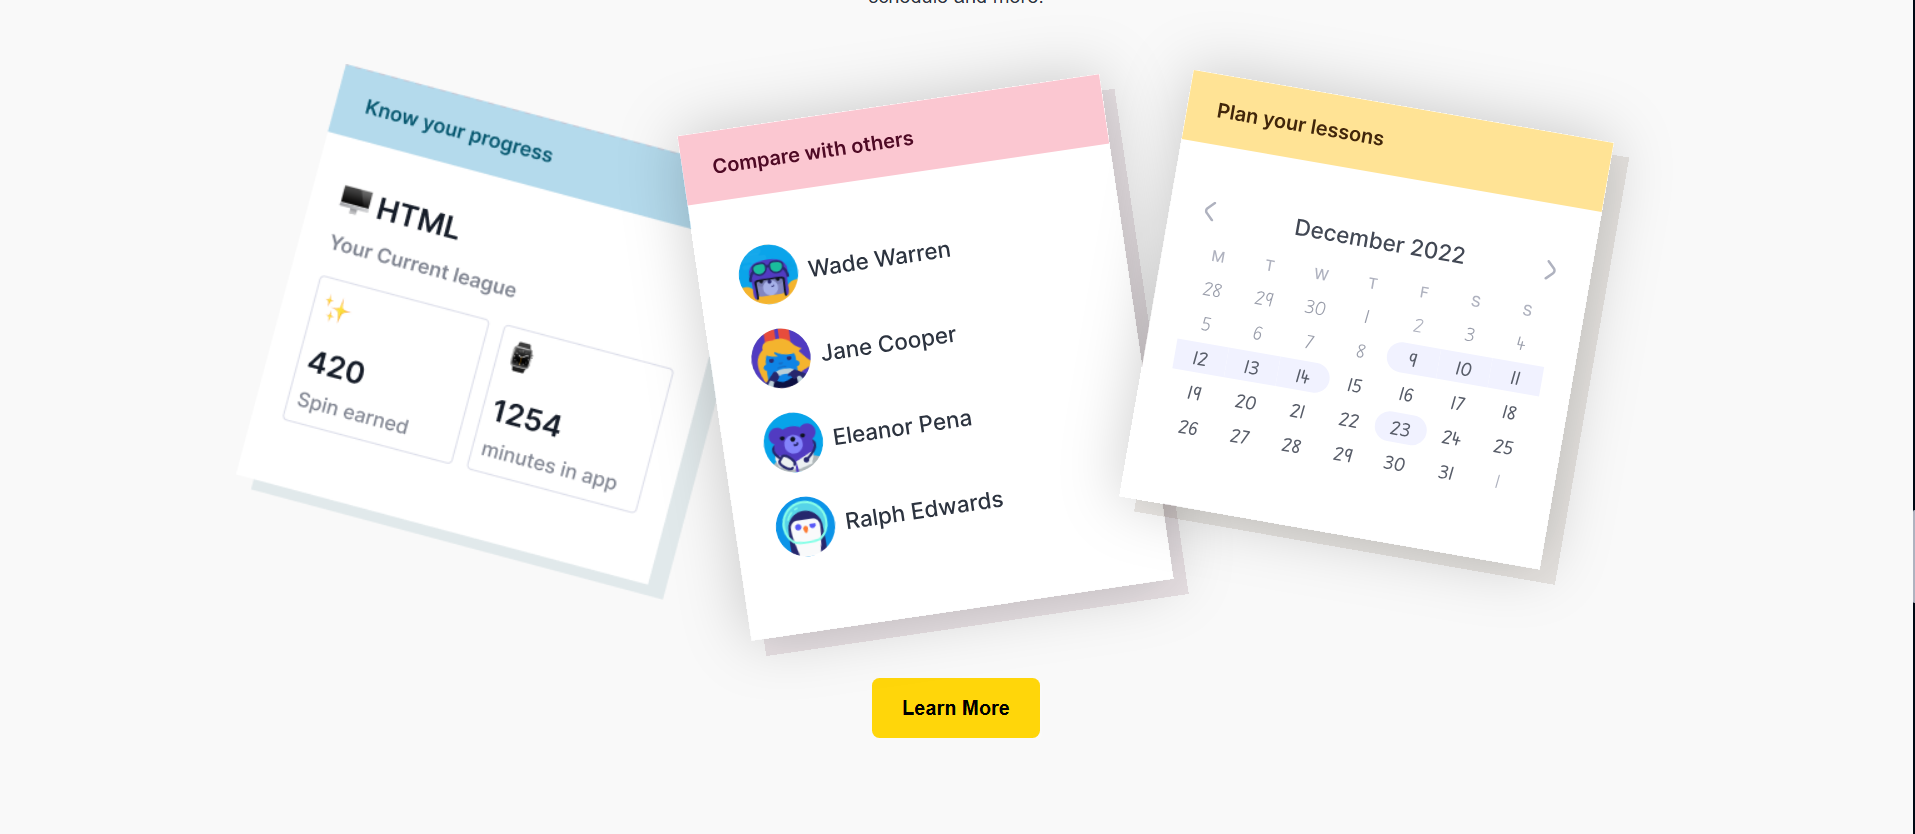 schedule and more.
Know your progress
HTML
Your Current league
420
Spin earned
1254
minutes in app
Compare with others
Wade Warren
Jane Cooper
Eleanor Pena
Ralph Edwards
Plan your lessons
December 2022
M T W T F S S
28 29 30 1 2 3 4
5 6 7 8 9 10 11
12 13 14 15 16 17 18
19 20 21 22 23 24 25
26 27 28 29 30 31 1
Learn More